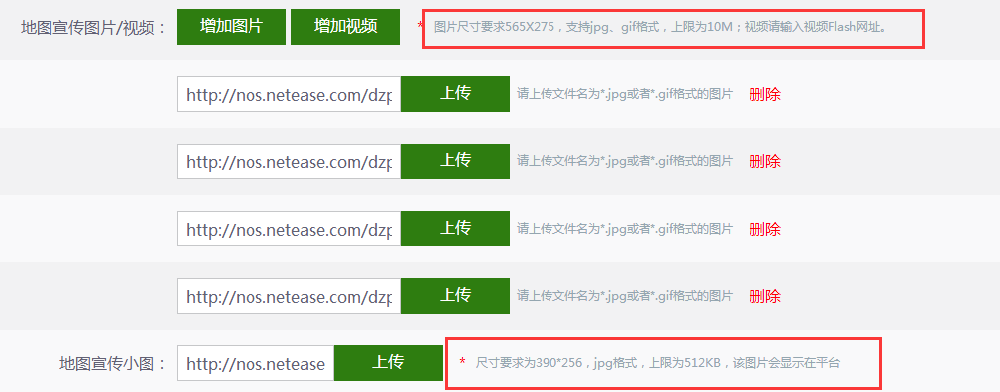 地图宣传图片/视频： 增加图片 增加视频 * 图片尺寸要求565X275，支持jpg、gif格式，上限为10M；视频请输入视频Flash网址。
http://nos.netease.com/dzp 上传 请上传文件名为*.jpg或者*.gif格式的图片 删除
http://nos.netease.com/dzp 上传 请上传文件名为*.jpg或者*.gif格式的图片 删除
http://nos.netease.com/dzp 上传 请上传文件名为*.jpg或者*.gif格式的图片 删除
http://nos.netease.com/dzp 上传 请上传文件名为*.jpg或者*.gif格式的图片 删除
地图宣传小图： http://nos.netease 上传 * 尺寸要求为390*256，jpg格式，上限为512KB，该图片会显示在平台